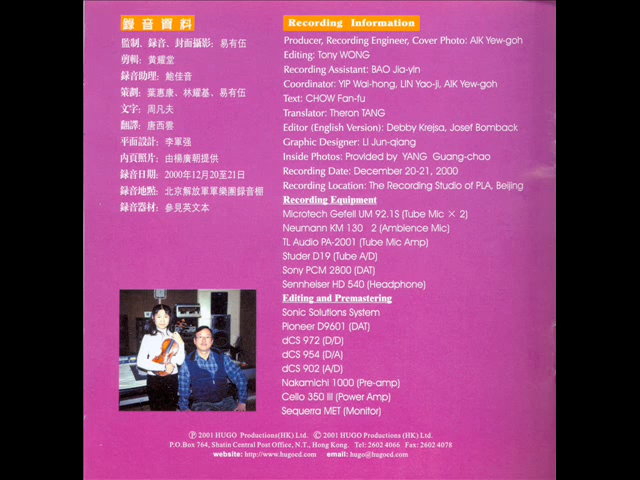 錄音資料
監制、錄音、封面攝影：易有伍
剪輯：黃耀堂
錄音助理：鮑佳音
策劃：葉惠康、林耀基、易有伍
文字：周凡夫
翻譯：唐西雲
平面設計：李軍强
內頁照片：由楊廣朝提供
錄音日期：2000年12月20至21日
錄音地點：北京解放軍軍樂團録音棚
錄音器材：參見英文本
Recording Information
Producer, Recording Engineer, Cover Photo: AIK Yew-goh
Editing: Tony WONG
Recording Assistant: BAO Jia-yin
Coordinator: YIP Wai-hong, LIN Yao-ji, AIK Yew-goh
Text: CHOW Fan-fu
Translator: Theron TANG
Editor (English Version): Debby Krejsa, Josef Bomback
Graphic Designer: LI Jun-qiang
Inside Photos: Provided by YANG Guang-chao
Recording Date: December 20-21, 2000
Recording Location: The Recording Studio of PLA, Beijing
Recording Equipment
Microtech Gefell UM 92.1S (Tube Mic × 2)
Neumann KM 130 2 (Ambience Mic)
TL Audio PA-2001 (Tube Mic Amp)
Studer D19 (Tube A/D)
Sony PCM 2800 (DAT)
Sennheiser HD 540 (Headphone)
Editing and Premastering
Sonic Solutions System
Pioneer D9601 (DAT)
dCS 972 (D/D)
dCS 954 (D/A)
dCS 902 (A/D)
Nakamichi 1000 (Pre-amp)
Cello 350 III (Power Amp)
Sequerra MET (Monitor)
Ⓟ 2001 HUGO Productions(HK) Ltd. © 2001 HUGO Productions (HK) Ltd.
P.O.Box 764, Shatin Central Post Office, N.T., Hong Kong. Tel: 2602 4066 Fax: 2602 4078
website: http://www.hugocd.com email: hugo@hugocd.com